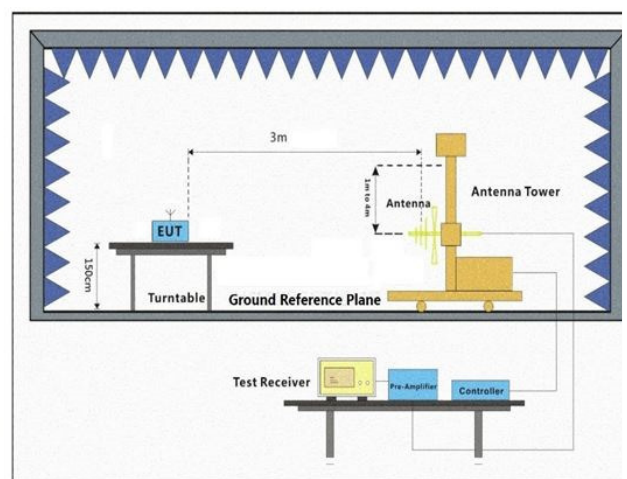 3m
1m to 4m
Antenna
Antenna Tower
EUT
150cm
Turntable
Ground Reference Plane
Test Receiver
Pre-Amplifier
Controller